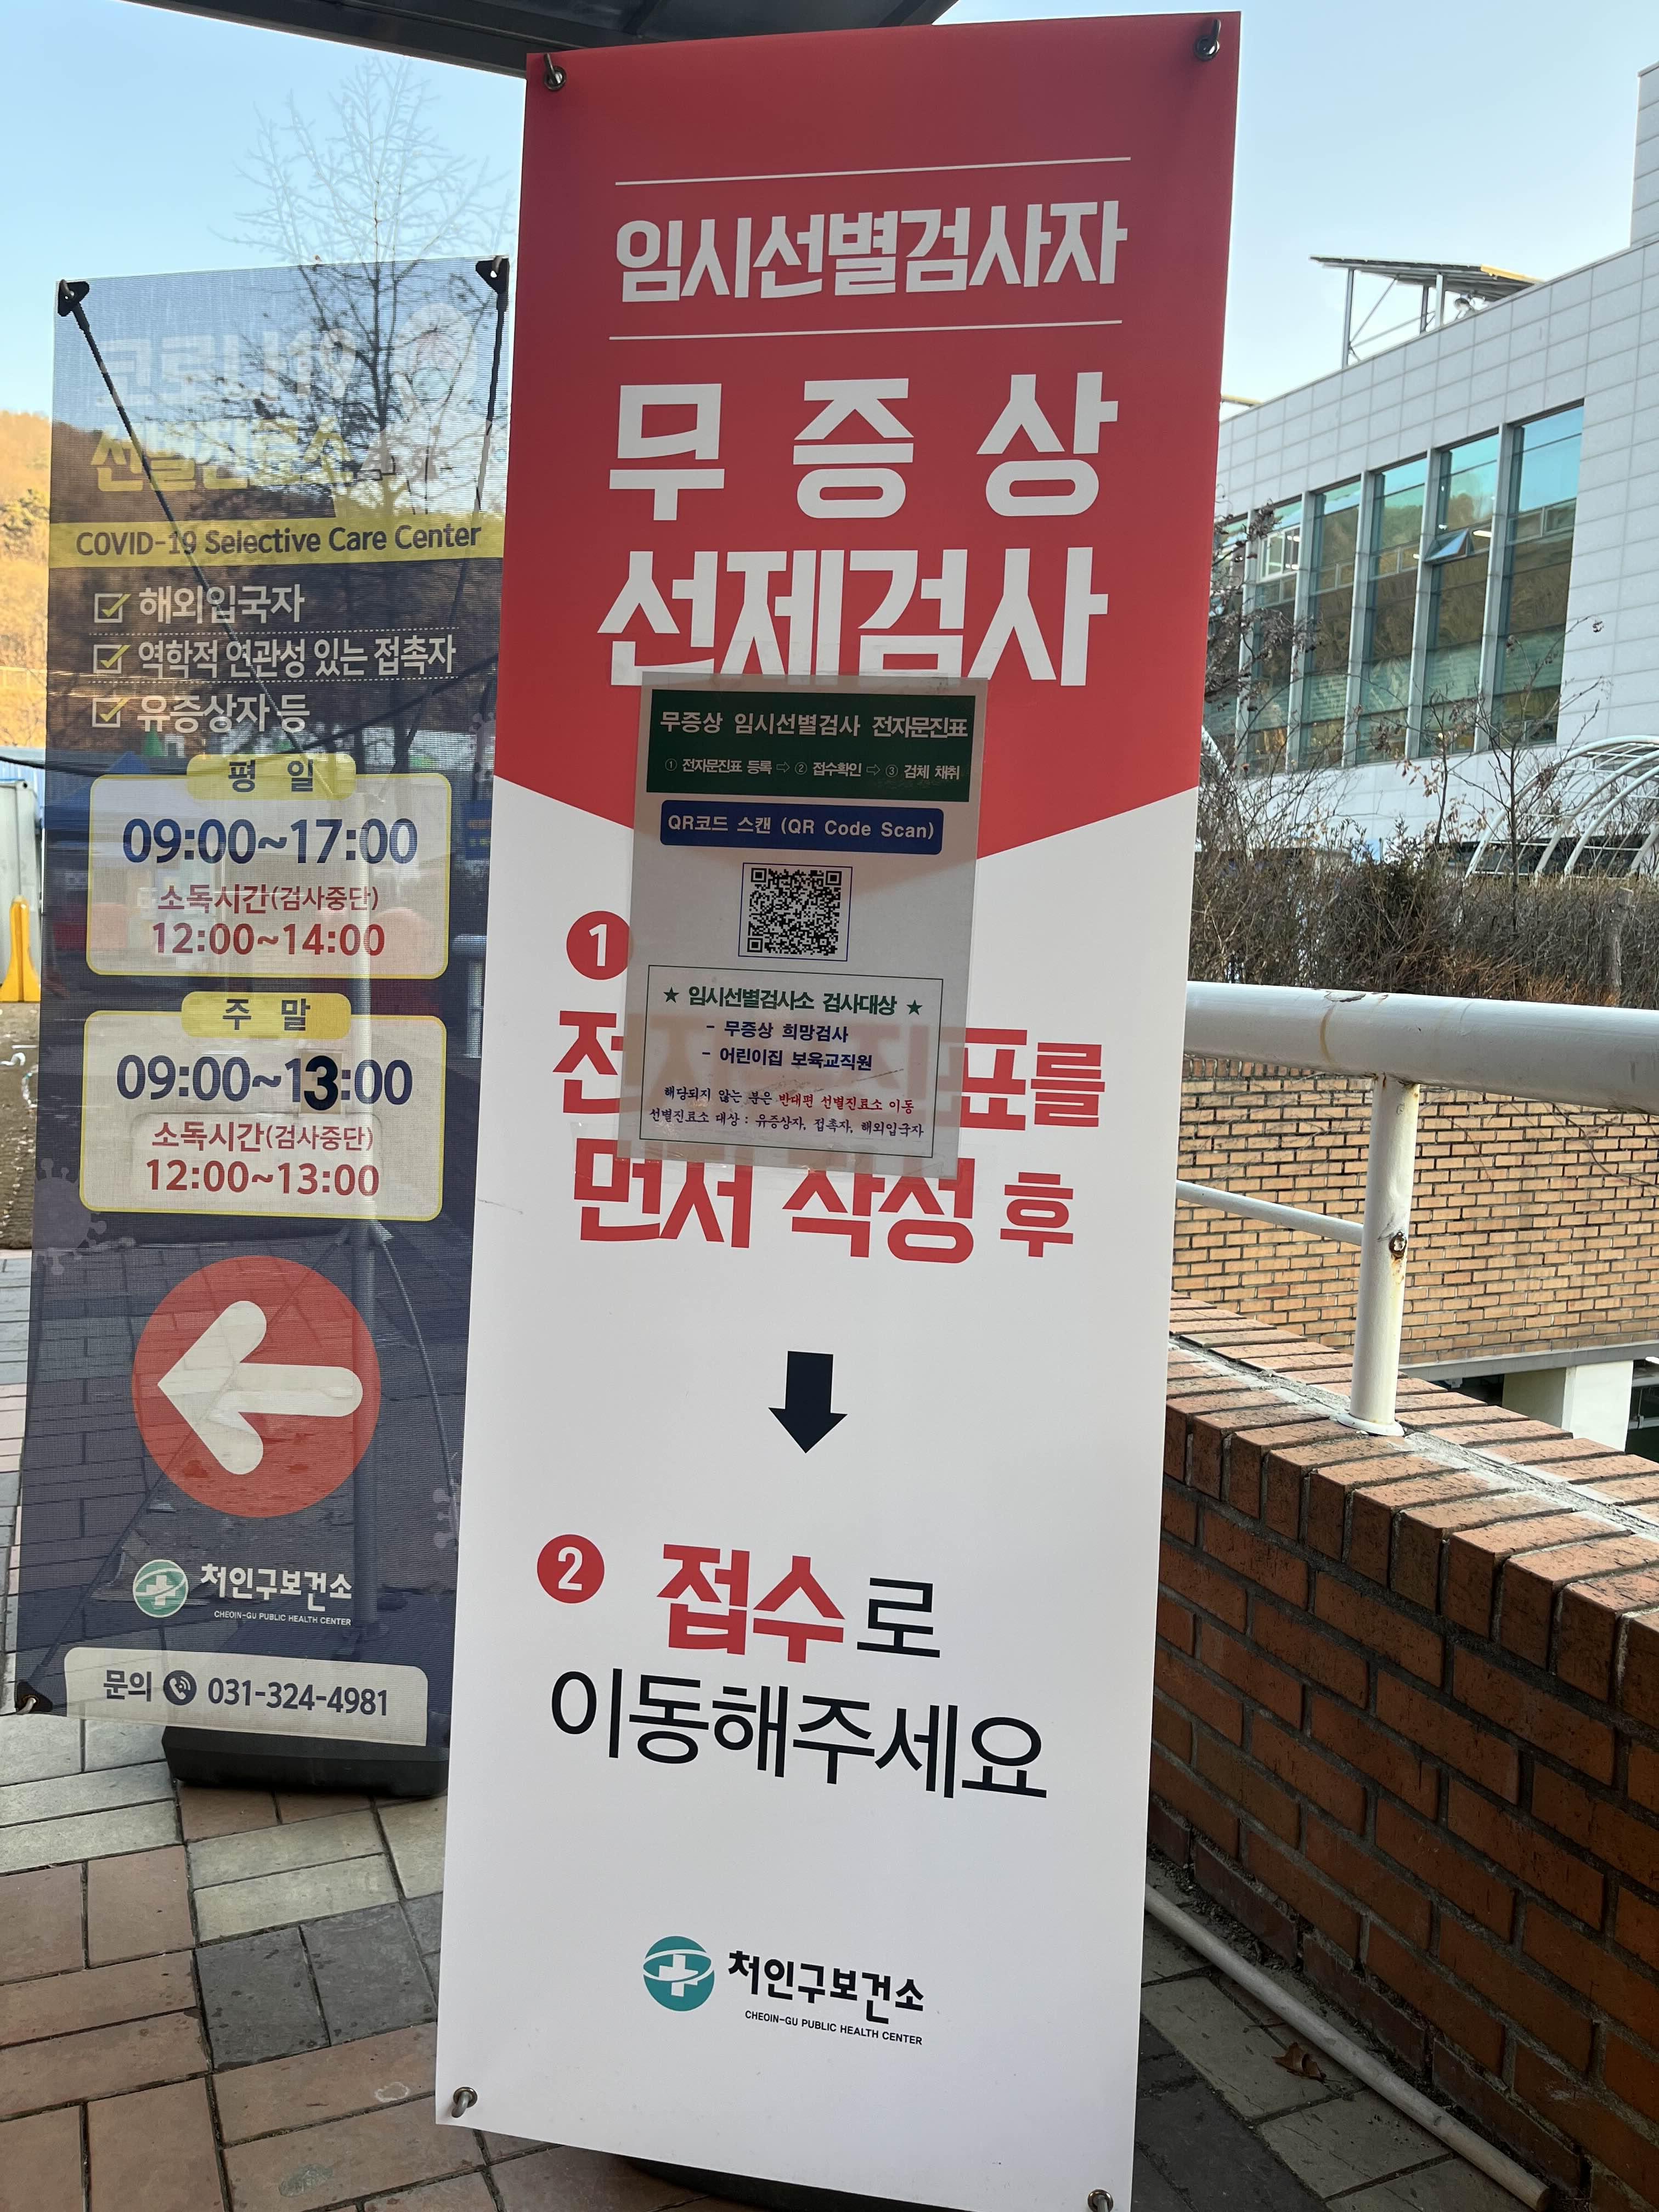 코로나19
선별진료소
COVID-19 Selective Care Center
해외입국자
역학적 연관성 있는 접촉자
유증상자 등
평 일
09:00~17:00
소독시간(검사중단)
12:00~14:00
주 말
09:00~13:00
소독시간(검사중단)
12:00~13:00
처인구보건소
CHEOIN-GU PUBLIC HEALTH CENTER
문의 031-324-4981
임시선별검사자
무 증 상
선제검사
무증상 임시선별검사 전자문진표
① 전자문진표 등록 ⇨ ② 접수확인 ⇨ ③ 검체 채취
QR코드 스캔 (QR Code Scan)
★ 임시선별검사소 검사대상 ★
- 무증상 희망검사
- 어린이집 보육교직원
해당되지 않는 분은 반대편 선별진료소 이동
선별진료소 대상 : 유증상자, 접촉자, 해외입국자
1
전자문진표를
먼저 작성 후
2 접수로
이동해주세요
처인구보건소
CHEOIN-GU PUBLIC HEALTH CENTER